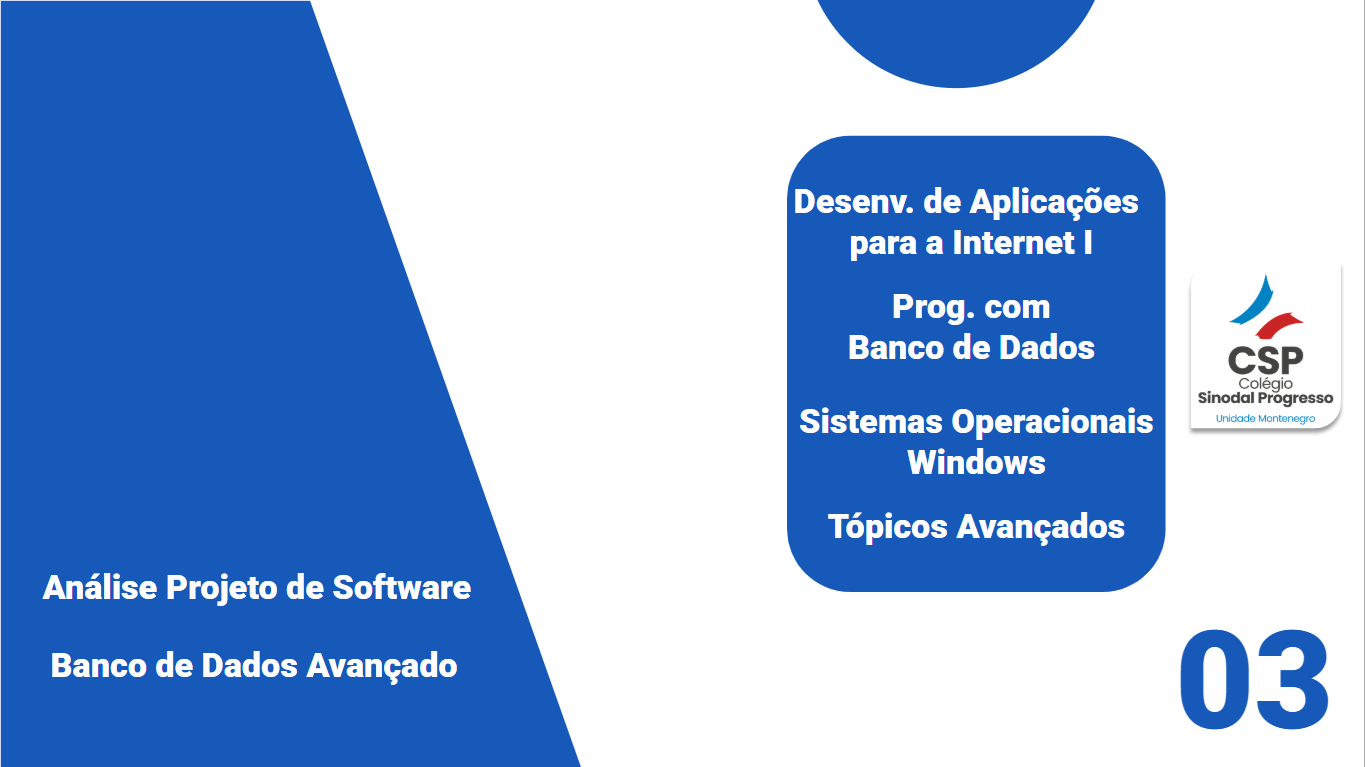 Análise Projeto de Software
Banco de Dados Avançado
Desenv. de Aplicações
para a Internet I
Prog. com
Banco de Dados
Sistemas Operacionais
Windows
Tópicos Avançados
CSP
Colégio
Sinodal Progresso
Unidade Montenegro
03